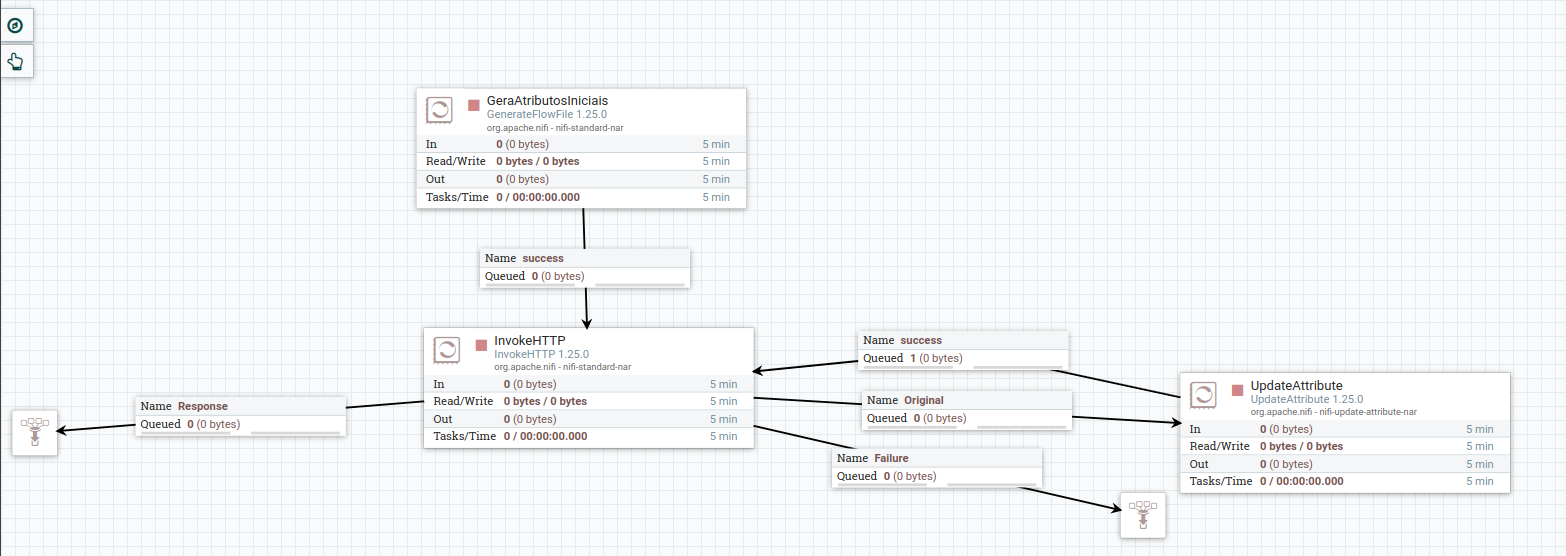 GeraAtributosIniciais
GenerateFlowFile 1.25.0
org.apache.nifi - nifi-standard-nar
In 0 (0 bytes) 5 min
Read/Write 0 bytes / 0 bytes 5 min
Out 0 (0 bytes) 5 min
Tasks/Time 0 / 00:00:00.000 5 min
Name success
Queued 0 (0 bytes)
InvokeHTTP
InvokeHTTP 1.25.0
org.apache.nifi - nifi-standard-nar
In 0 (0 bytes) 5 min
Read/Write 0 bytes / 0 bytes 5 min
Out 0 (0 bytes) 5 min
Tasks/Time 0 / 00:00:00.000 5 min
Name success
Queued 1 (0 bytes)
Name Original
Queued 0 (0 bytes)
Name Response
Queued 0 (0 bytes)
Name Failure
Queued 0 (0 bytes)
UpdateAttribute
UpdateAttribute 1.25.0
org.apache.nifi - nifi-update-attribute-nar
In 0 (0 bytes) 5 min
Read/Write 0 bytes / 0 bytes 5 min
Out 0 (0 bytes) 5 min
Tasks/Time 0 / 00:00:00.000 5 min